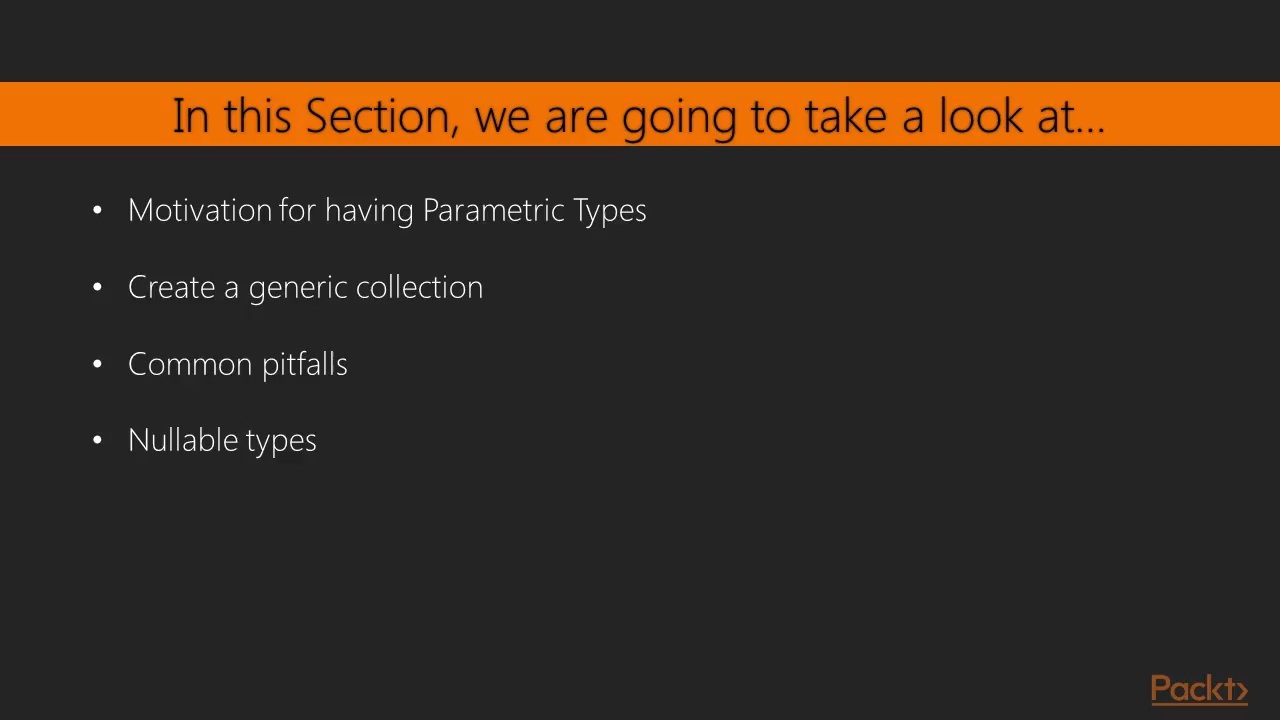 In this Section, we are going to take a look at...
• Motivation for having Parametric Types
• Create a generic collection
• Common pitfalls
• Nullable types
Packt>